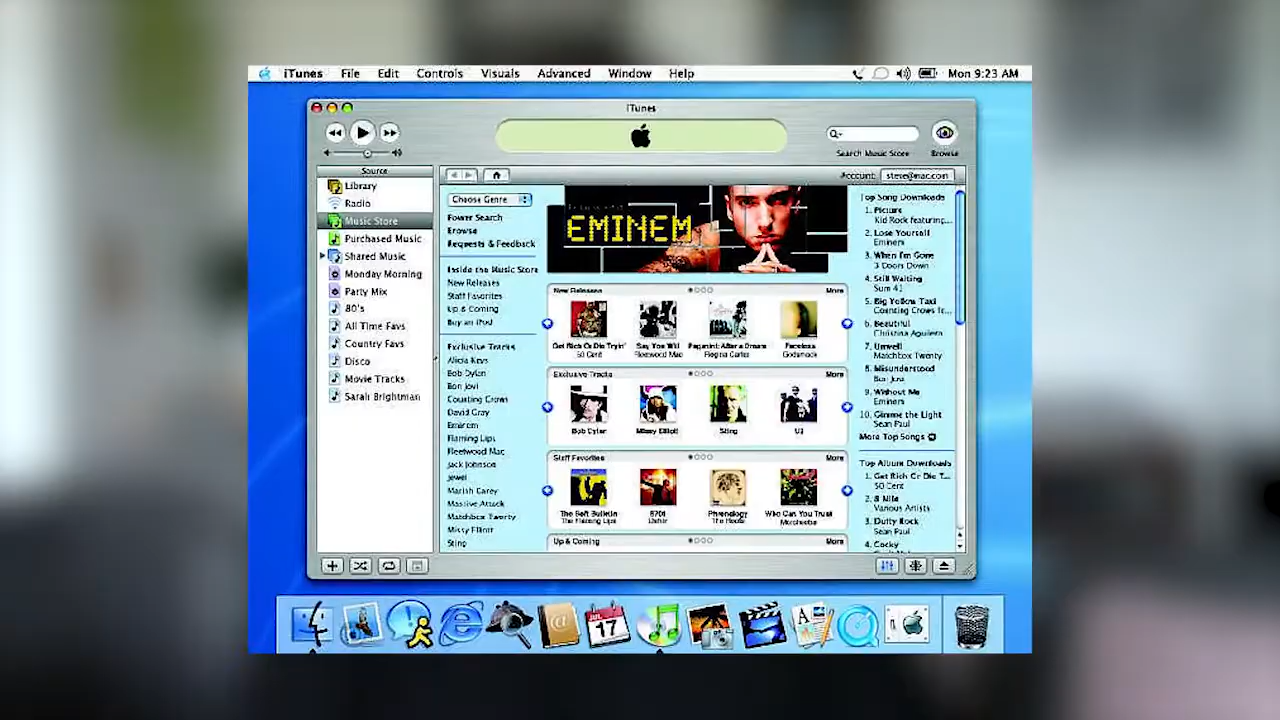 iTunes File Edit Controls Visuals Advanced Window Help Mon 9:23 AM
iTunes
Search Music Store
Browse
Source
Library
Radio
Music Store
Purchased Music
Shared Music
Monday Morning
Party Mix
80's
All Time Favs
Country Favs
Disco
Movie Tracks
Sarah Brightman
Account: steve@mac.com
Choose Genre
Power Search
Browse
Requests & Feedback
Inside the Music Store
New Releases
Staff Favorites
Up & Coming
Buy an iPod
Exclusive Tracks
Alicia Keys
Bob Dylan
Bon Jovi
Counting Crows
David Gray
Eminem
Flaming Lips
Fleetwood Mac
Jack Johnson
Jewel
Mariah Carey
Massive Attack
Matchbox Twenty
Missy Elliott
Sting
EMINEM
New Releases More
Get Rich Or Die Tryin'
50 Cent
Say You Will
Fleetwood Mac
Paganini: After a Dream
Regina Carter
Faceless
Godsmack
Exclusive Tracks More
Bob Dylan
Missy Elliott
Sting
U2
Staff Favorites More
The Soft Bulletin
The Flaming Lips
8701
Usher
Phrenology
The Roots
Who Can You Trust
Morcheeba
Up & Coming More
Top Song Downloads
1. Picture
Kid Rock featuring...
2. Lose Yourself
Eminem
3. When I'm Gone
3 Doors Down
4. Still Waiting
Sum 41
5. Big Yellow Taxi
Counting Crows fe...
6. Beautiful
Christina Aguilera
7. Unwell
Matchbox Twenty
8. Misunderstood
Bon Jovi
9. Without Me
Eminem
10. Gimme the Light
Sean Paul
More Top Songs
Top Album Downloads
1. Get Rich Or Die T...
50 Cent
2. 8 Mile
Various Artists
3. Dutty Rock
Sean Paul
4. Cocky
JUL
17